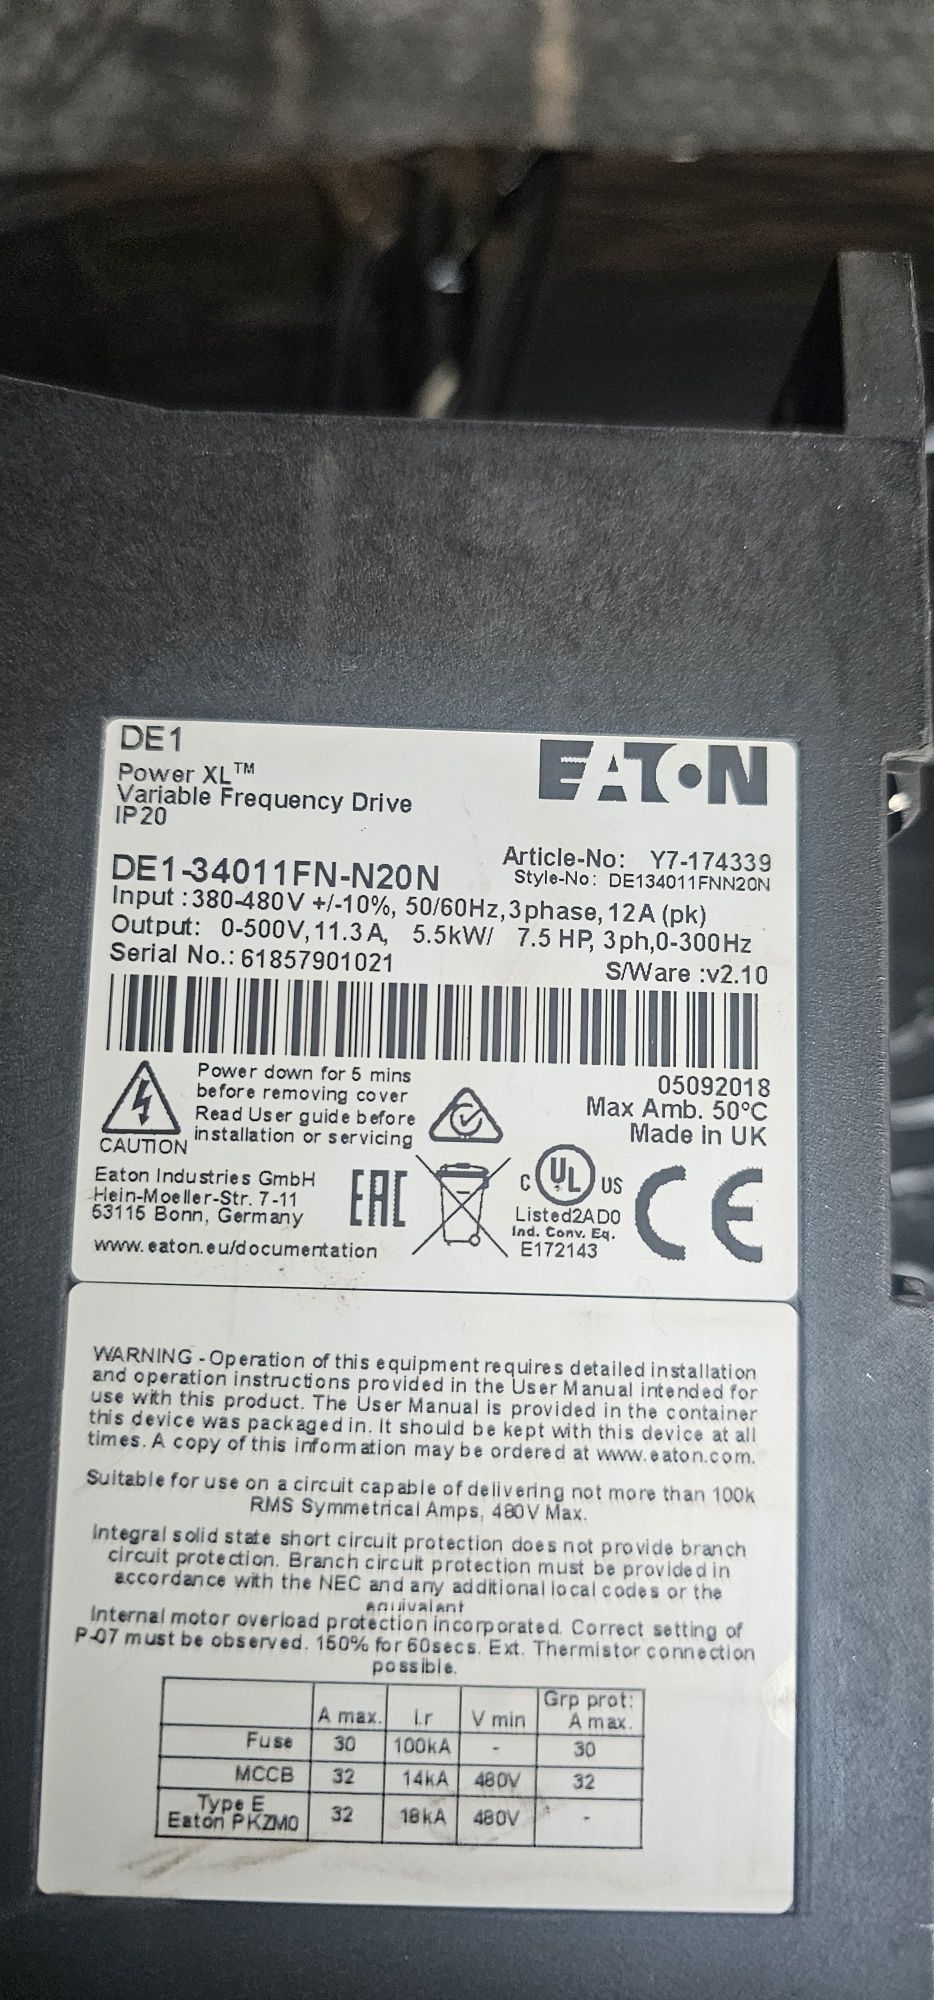 DE1
Power XL™
Variable Frequency Drive
IP20
EATON
DE1-34011FN-N20N
Article-No: Y7-174339
Style-No: DE134011FNN20N
Input : 380-480V +/-10%, 50/60Hz, 3phase, 12A (pk)
Output: 0-500V, 11.3A, 5.5kW/ 7.5 HP, 3ph, 0-300Hz
Serial No.: 61857901021
S/Ware :v2.10
Power down for 5 mins
before removing cover
Read User guide before
installation or servicing
CAUTION
05092018
Max Amb. 50°C
Made in UK
Eaton Industries GmbH
Hein-Moeller-Str. 7-11
53115 Bonn, Germany
www.eaton.eu/documentation
EAC
C UL US
Listed2AD0
Ind. Conv. Eq.
E172143
CE
WARNING - Operation of this equipment requires detailed installation
and operation instructions provided in the User Manual intended for
use with this product. The User Manual is provided in the container
this device was packaged in. It should be kept with this device at all
times. A copy of this information may be ordered at www.eaton.com.
Suitable for use on a circuit capable of delivering not more than 100k
RMS Symmetrical Amps, 480V Max.
Integral solid state short circuit protection does not provide branch
circuit protection. Branch circuit protection must be provided in
accordance with the NEC and any additional local codes or the
equivalent
Internal motor overload protection incorporated. Correct setting of
P-07 must be observed. 150% for 60secs. Ext. Thermistor connection
possible.
A max. I.r V min Grp prot: A max.
Fuse 30 100kA - 30
MCCB 32 14kA 480V 32
Type E
Eaton PKZM0 32 18kA 480V -